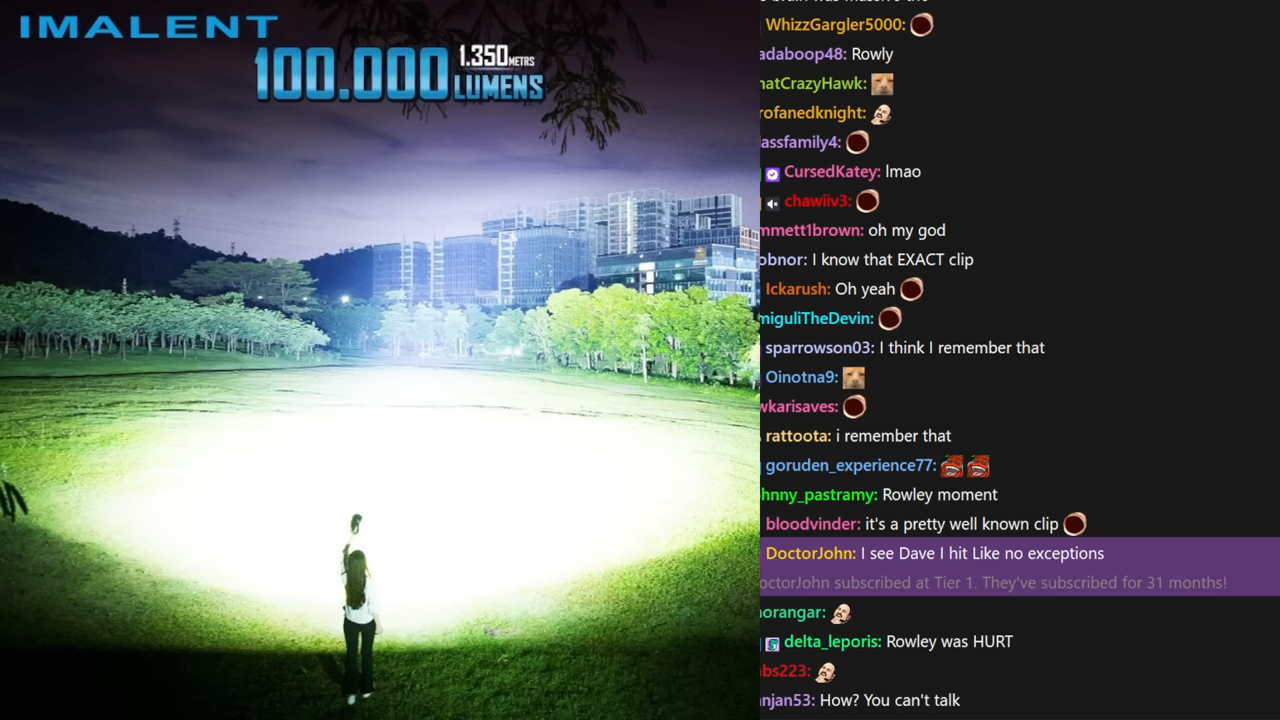 IMALENT
100.000 1.350 METRS
LUMENS
WhizzGargler5000:
adaboop48: Rowly
hatCrazyHawk:
rofanedknight:
assfamily4:
CursedKatey: lmao
chawiiv3:
mmett1brown: oh my god
obnor: I know that EXACT clip
Ickarush: Oh yeah
miguliTheDevin:
sparrowson03: I think I remember that
Oinotna9:
wkarisaves:
rattoota: i remember that
goruden_experience77:
hnny_pastramy: Rowley moment
bloodvinder: it's a pretty well known clip
DoctorJohn: I see Dave I hit Like no exceptions
octorJohn subscribed at Tier 1. They've subscribed for 31 months!
norangar:
delta_leporis: Rowley was HURT
abs223:
anjan53: How? You can't talk